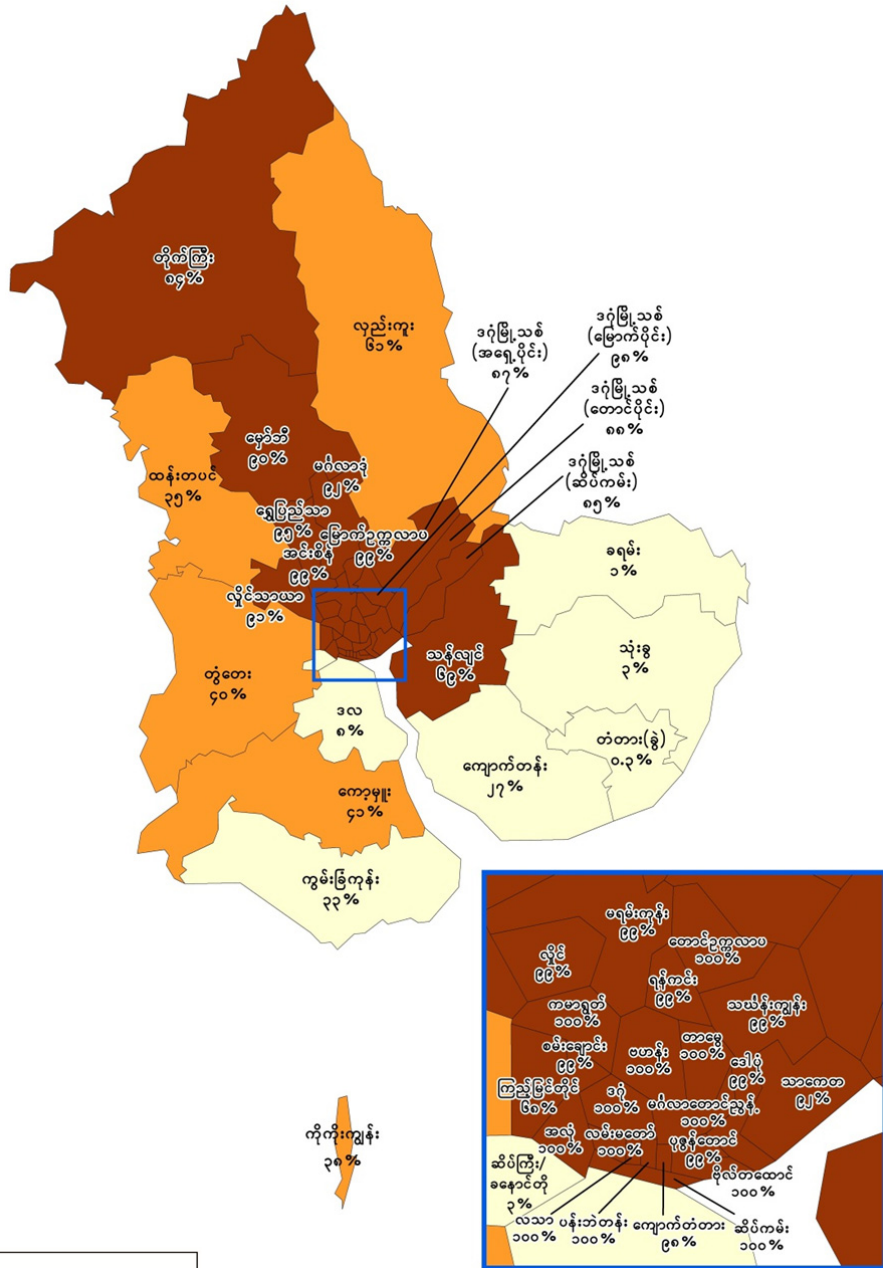 တိုက်ကြီး
၈၄%
လှည်းကူး
၆၁%
ဒဂုံမြို့သစ်
(အရှေ့ပိုင်း)
၈၇%
ဒဂုံမြို့သစ်
(မြောက်ပိုင်း)
၉၈%
ဒဂုံမြို့သစ်
(တောင်ပိုင်း)
၈၈%
ဒဂုံမြို့သစ်
(ဆိပ်ကမ်း)
၈၅%
မှော်ဘီ
၉၀%
မင်္ဂလာဒုံ
၉၂%
ထန်းတပင်
၃၅%
ရွှေပြည်သာ
၉၅%
မြောက်ဥက္ကလာပ
၉၉%
အင်းစိန်
၉၉%
လှိုင်သာယာ
၉၁%
ခရမ်း
၁%
သုံးခွ
၃%
သန်လျင်
၆၉%
တွံတေး
၄၀%
ဒလ
၈%
တံတား(ခွဲ)
၀.၃%
ကျောက်တန်း
၂၇%
ကော့မှူး
၄၁%
ကွမ်းခြံကုန်း
၃၃%
ကိုကိုးကျွန်း
၃၈%
မရမ်းကုန်း
၉၉%
တောင်ဥက္ကလာပ
၁၀၀%
လှိုင်
၉၉%
ရန်ကင်း
၉၉%
ကမာရွတ်
၁၀၀%
သင်္ဃန်းကျွန်း
၉၉%
တာမွေ
၁၀၀%
စမ်းချောင်း
၉၉%
ဗဟန်း
၁၀၀%
ဒေါပုံ
၉၉%
သာကေတ
၉၂%
ကြည့်မြင်တိုင်
၆၈%
ဒဂုံ
၁၀၀%
မင်္ဂလာတောင်ညွန့်
၁၀၀%
အလုံ
၁၀၀%
လမ်းမတော်
၁၀၀%
ပုဇွန်တောင်
၉၉%
ဗိုလ်တထောင်
၁၀၀%
ဆိပ်ကြီး/
ခနောင်တို
၃%
လသာ
၁၀၀%
ပန်းဘဲတန်း
၁၀၀%
ကျောက်တံတား
၉၈%
ဆိပ်ကမ်း
၁၀၀%